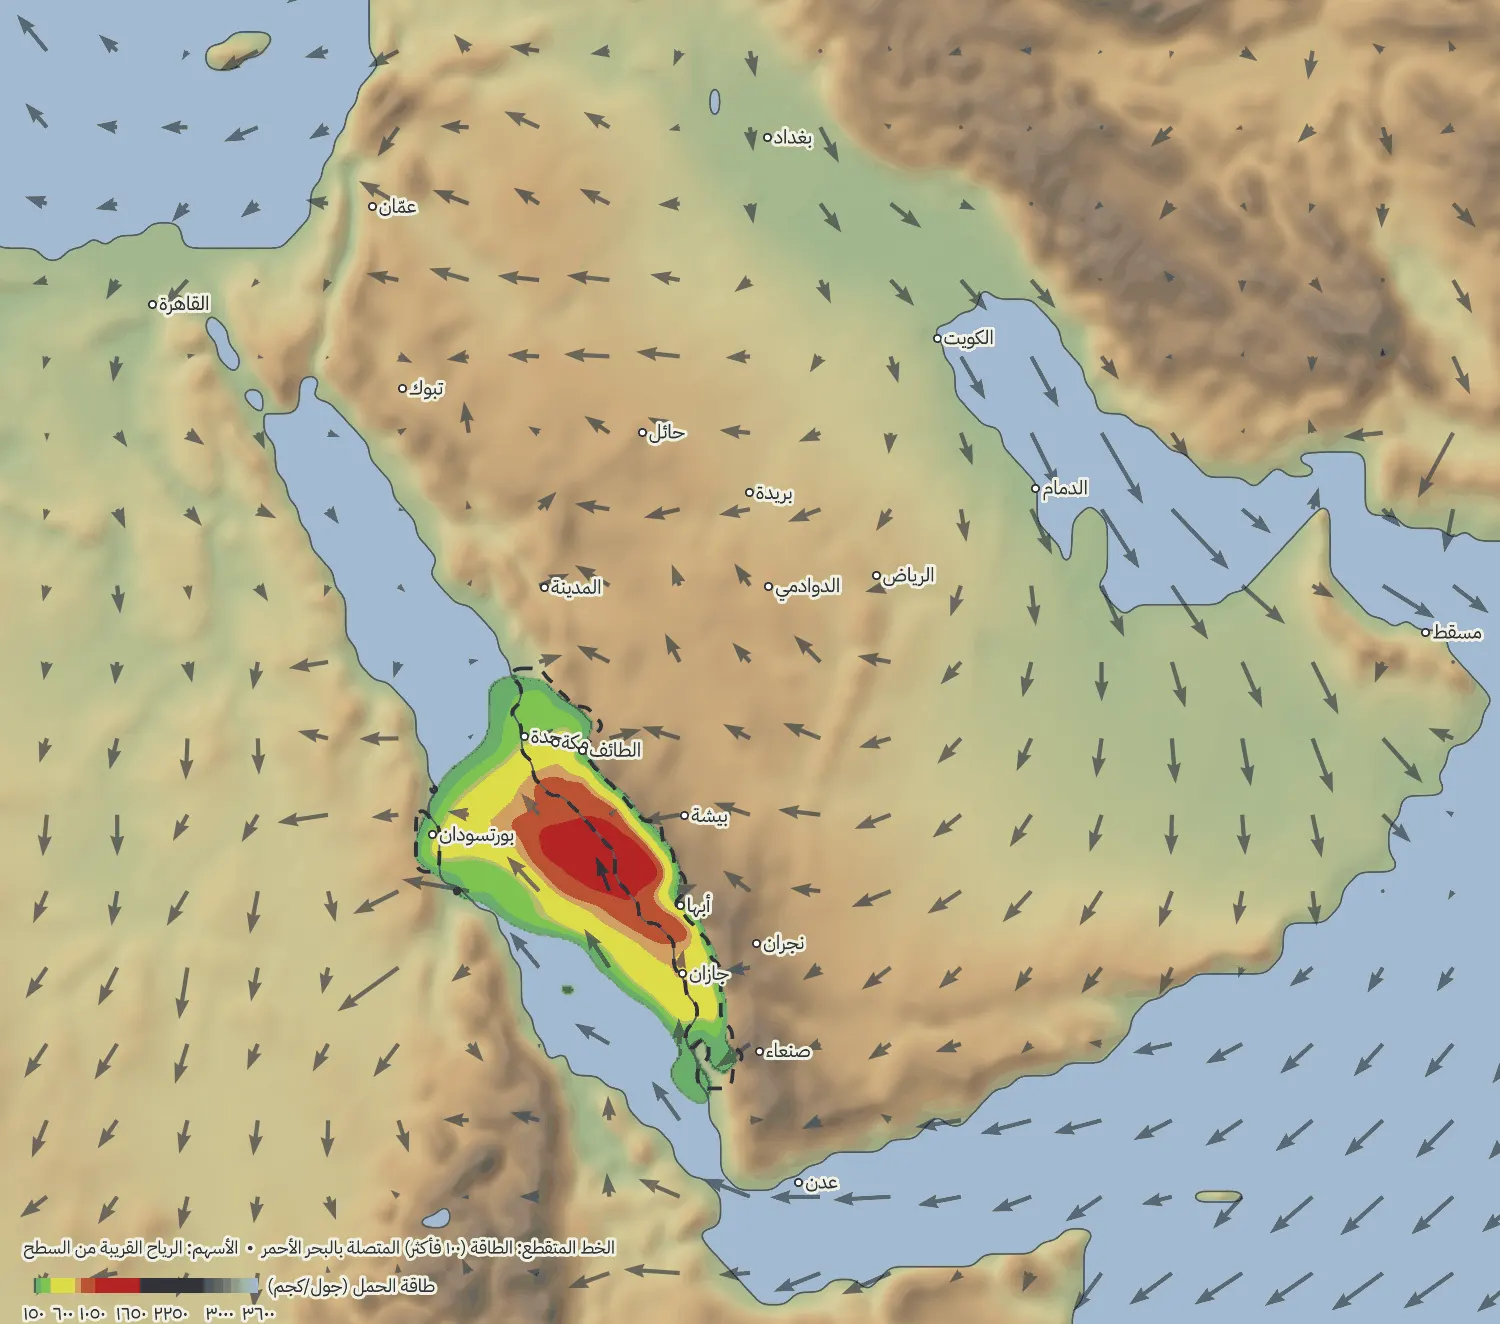 بغداد
عمّان
القاهرة
الكويت
تبوك
حائل
الدمام
بريدة
الرياض
الدوادمي
المدينة
مسقط
جدة
مكة
الطائف
بيشة
بورتسودان
أبها
نجران
جازان
صنعاء
عدن
الخط المتقطع: الطاقة (١٠٠ فأكثر) المتصلة بالبحر الأحمر • الأسهم: الرياح القريبة من السطح
طاقة الحمل (جول/كجم)
١٥٠ ٦٠٠ ١٠٥٠ ١٦٥٠ ٢٢٥٠ ٣٠٠٠ ٣٦٠٠